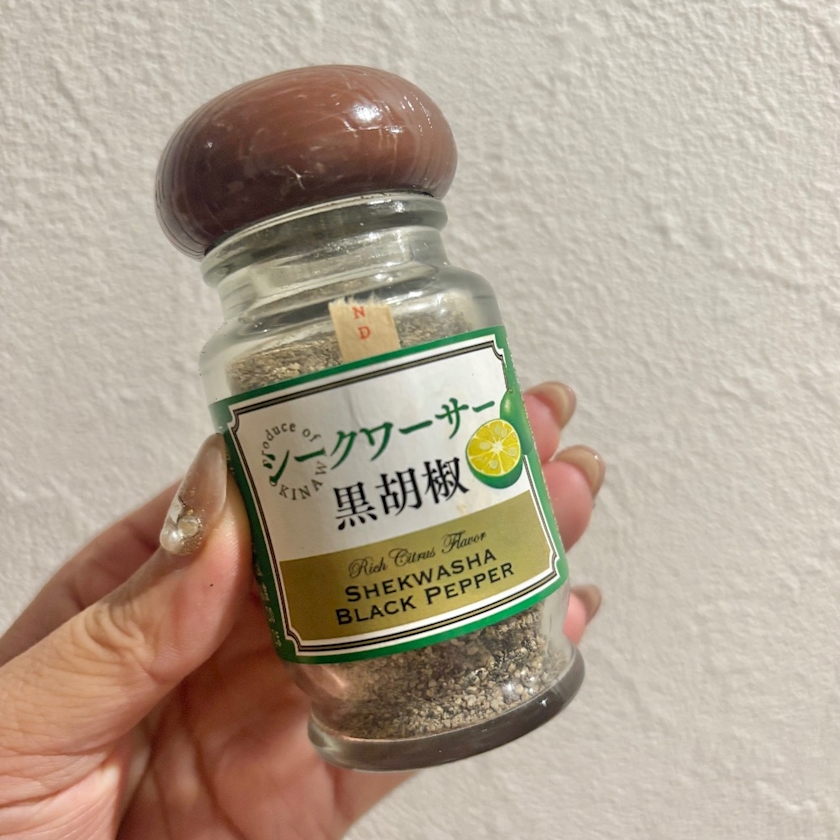 N
D
Produce of
OKINAWA
シークワーサー
黒胡椒
Rich Citrus Flavor
SHEKWASHA
BLACK PEPPER